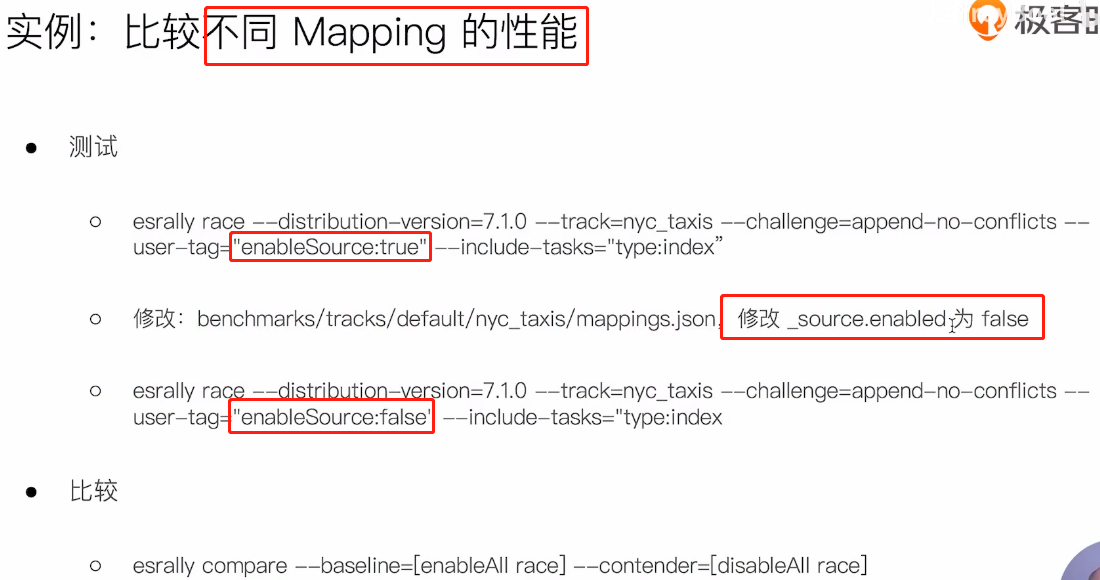 实例：比较不同 Mapping 的性能
极客时
测试
esrally race --distribution-version=7.1.0 --track=nyc_taxis --challenge=append-no-conflicts --
user-tag="enableSource:true" --include-tasks="type:index”
修改：benchmarks/tracks/default/nyc_taxis/mappings.json，修改 _source.enabled 为 false
esrally race --distribution-version=7.1.0 --track=nyc_taxis --challenge=append-no-conflicts --
user-tag="enableSource:false" --include-tasks="type:index
比较
esrally compare --baseline=[enableAll race] --contender=[disableAll race]